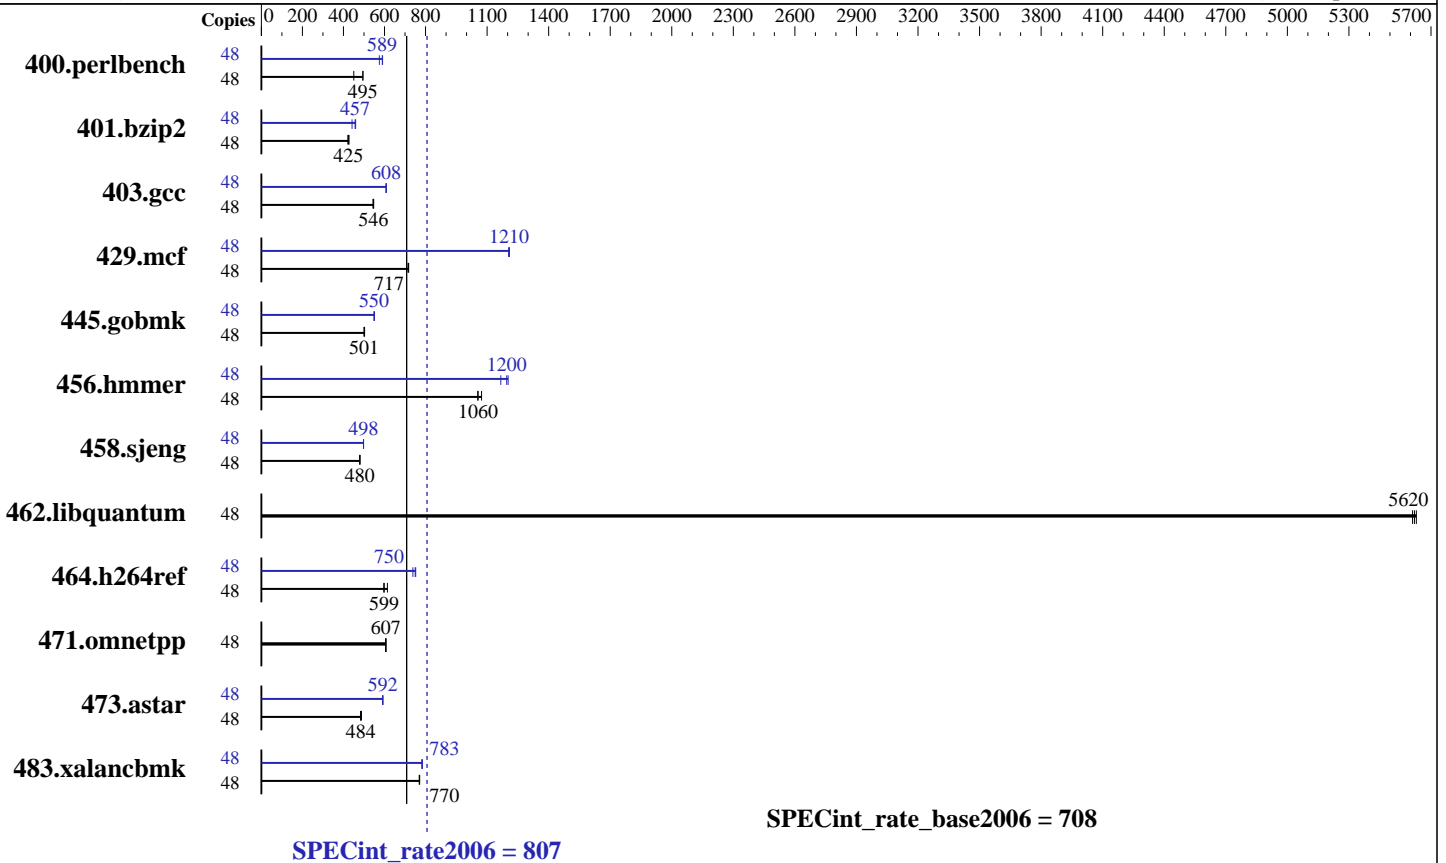 Copies 0 200 400 600 800 1100 1400 1700 2000 2300 2600 2900 3200 3500 3800 4100 4400 4700 5000 5300 5700
400.perlbench
48 589
48 495
401.bzip2
48 457
48 425
403.gcc
48 608
48 546
429.mcf
48 1210
48 717
445.gobmk
48 550
48 501
456.hmmer
48 1200
48 1060
458.sjeng
48 498
48 480
462.libquantum 48 5620
464.h264ref
48 750
48 599
471.omnetpp 48 607
473.astar
48 592
48 484
483.xalancbmk
48 783
48 770
SPECint_rate_base2006 = 708
SPECint_rate2006 = 807